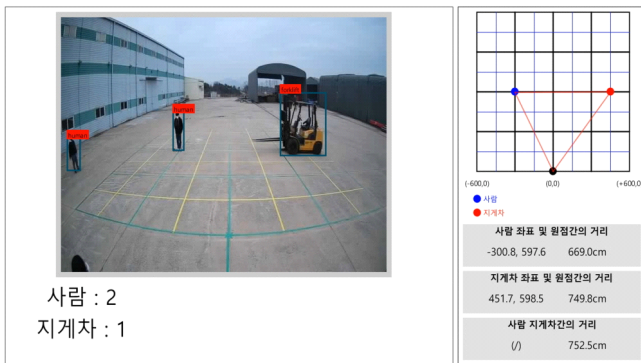 human
human
forklift
사람 : 2
지게차 : 1
(-600,0)
(0,0)
(+600,0
사람
지게차
사람 좌표 및 원점간의 거리
-300.8, 597.6 669.0cm
지게차 좌표 및 원점간의 거리
451.7, 598.5 749.8cm
사람 지게차간의 거리
(/) 752.5cm